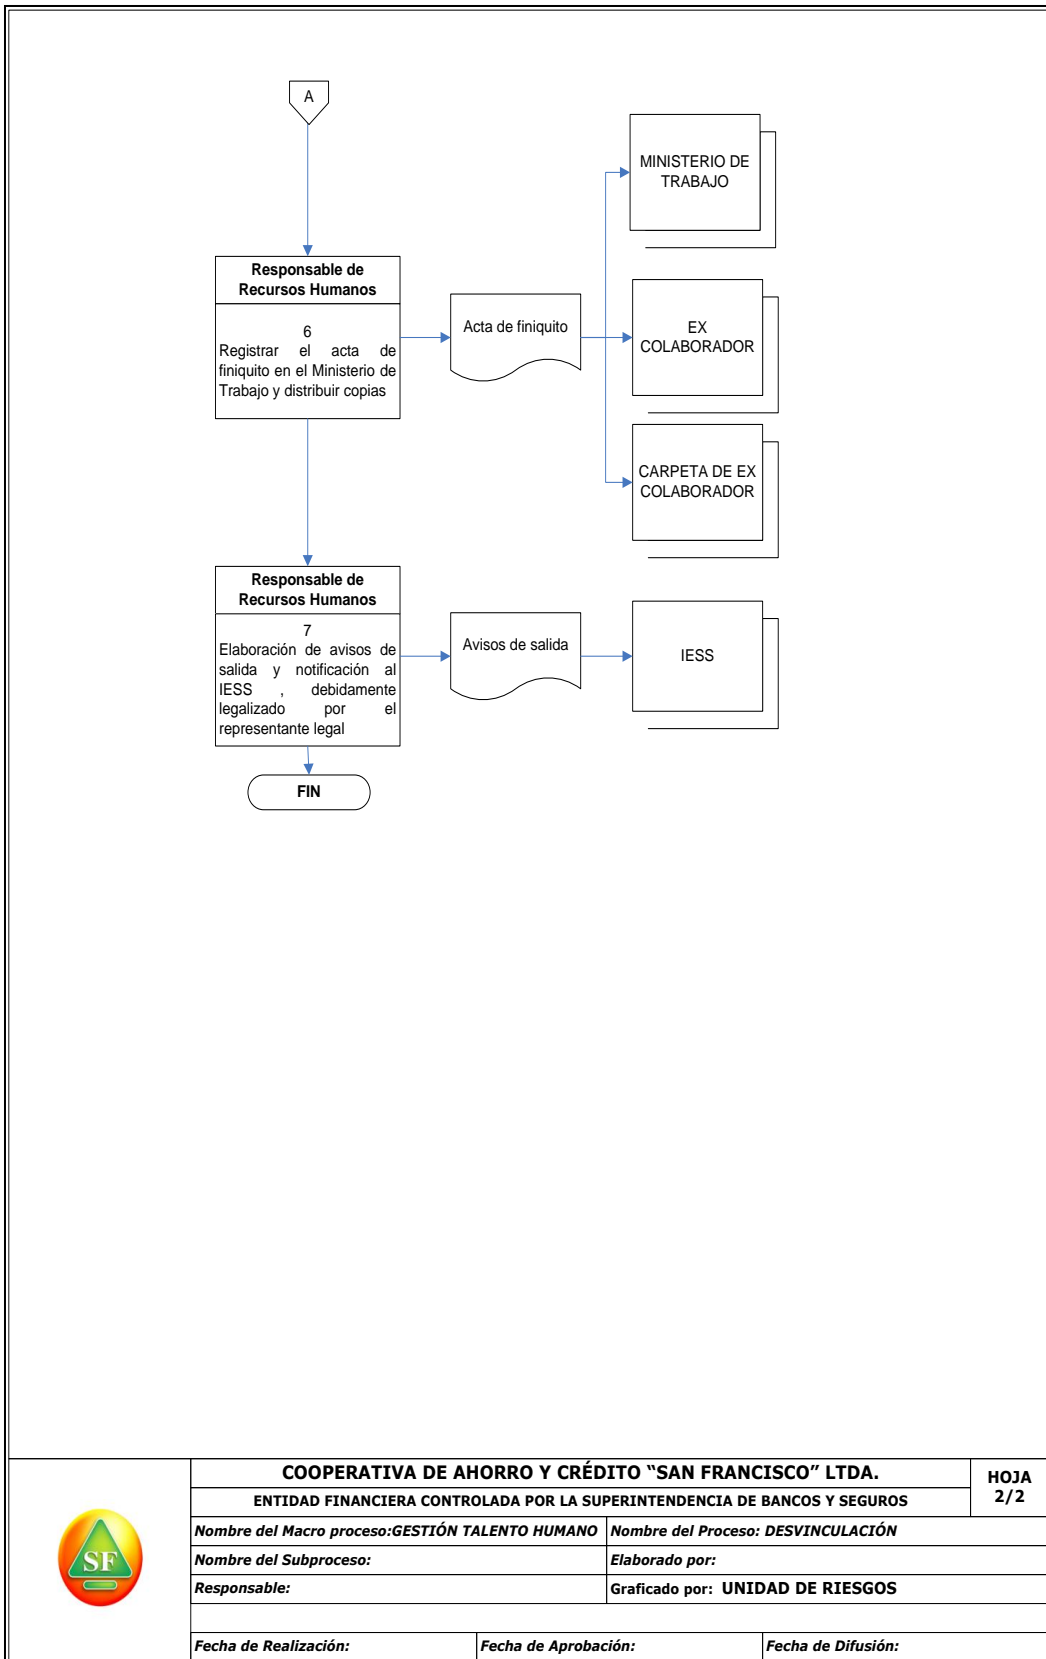 A
MINISTERIO DE
TRABAJO
Responsable de
Recursos Humanos
6
Registrar el acta de
finiquito en el Ministerio de
Trabajo y distribuir copias
Acta de finiquito
EX
COLABORADOR
CARPETA DE EX
COLABORADOR
Responsable de
Recursos Humanos
7
Elaboración de avisos de
salida y notificación al
IESS , debidamente
legalizado por el
representante legal
Avisos de salida
IESS
FIN
SF
COOPERATIVA DE AHORRO Y CRÉDITO “SAN FRANCISCO” LTDA.
HOJA
2/2
ENTIDAD FINANCIERA CONTROLADA POR LA SUPERINTENDENCIA DE BANCOS Y SEGUROS
Nombre del Macro proceso:GESTIÓN TALENTO HUMANO
Nombre del Proceso: DESVINCULACIÓN
Nombre del Subproceso:
Elaborado por:
Responsable:
Graficado por: UNIDAD DE RIESGOS
Fecha de Realización:
Fecha de Aprobación:
Fecha de Difusión: